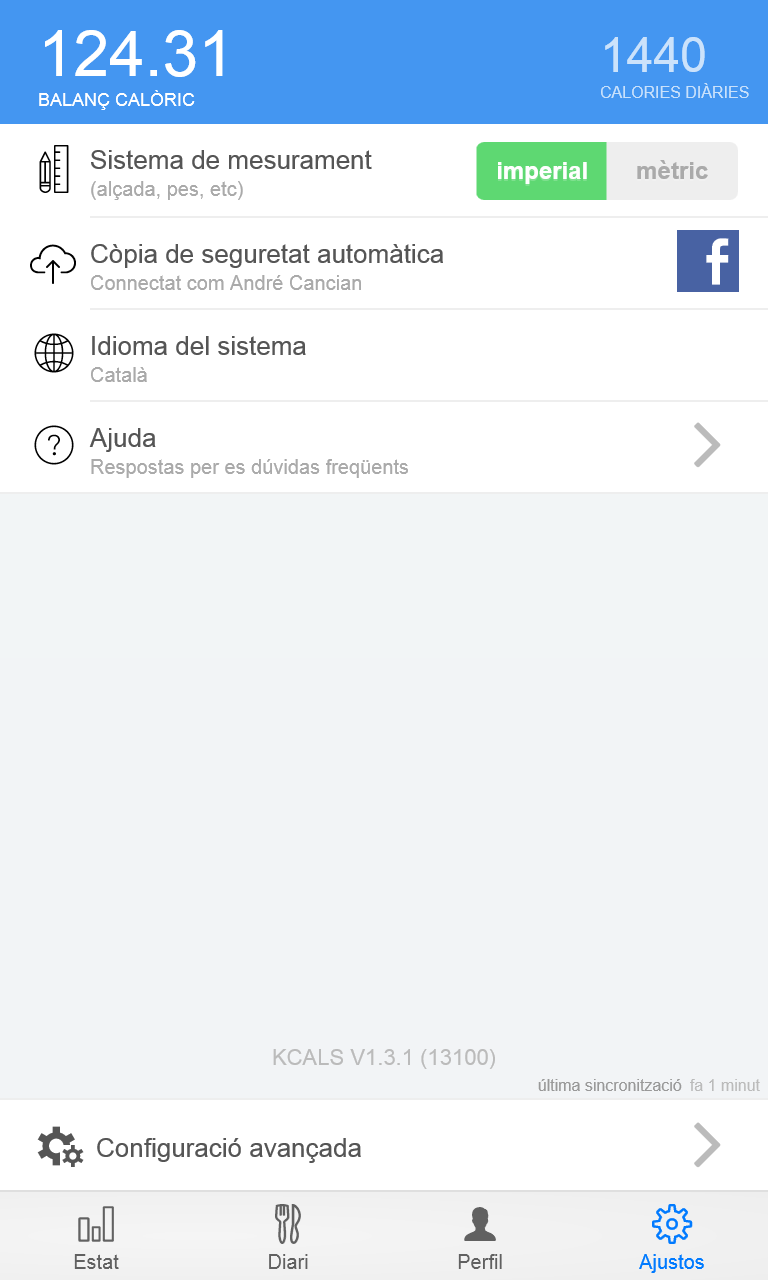 124.31
1440
BALANÇ CALÒRIC
CALORIES DIÀRIES
Sistema de mesurament
(alçada, pes, etc)
imperial
mètric
Còpia de seguretat automàtica
Connectat com André Cancian
f
Idioma del sistema
Català
Ajuda
Respostas per es dúvidas freqüents
KCALS V1.3.1 (13100)
última sincronització fa 1 minut
Configuració avançada
Estat
Diari
Perfil
Ajustos